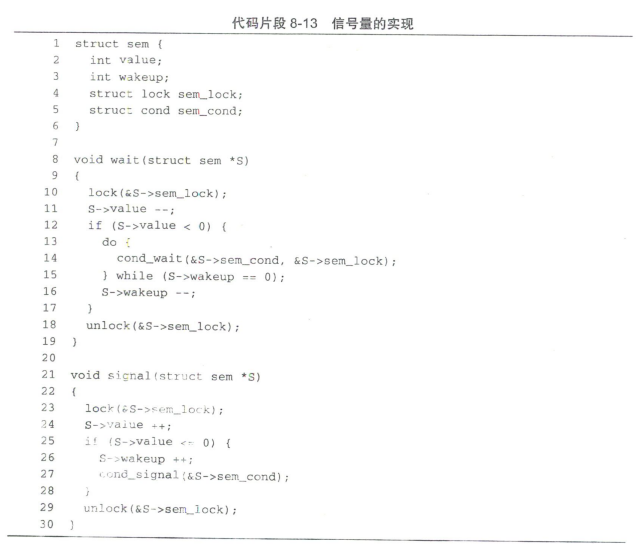 代码片段 8-13 信号量的实现
1 struct sem {
2   int value;
3   int wakeup;
4   struct lock sem_lock;
5   struct cond sem_cond;
6 }
7
8 void wait(struct sem *S)
9 {
10   lock(&S->sem_lock);
11   S->value --;
12   if (S->value < 0) {
13     do {
14       cond_wait(&S->sem_cond, &S->sem_lock);
15     } while (S->wakeup == 0);
16     S->wakeup --;
17   }
18   unlock(&S->sem_lock);
19 }
20
21 void signal(struct sem *S)
22 {
23   lock(&S->sem_lock);
24   S->value ++;
25   if (S->value <= 0) {
26     S->wakeup ++;
27     cond_signal(&S->sem_cond);
28   }
29   unlock(&S->sem_lock);
30 }